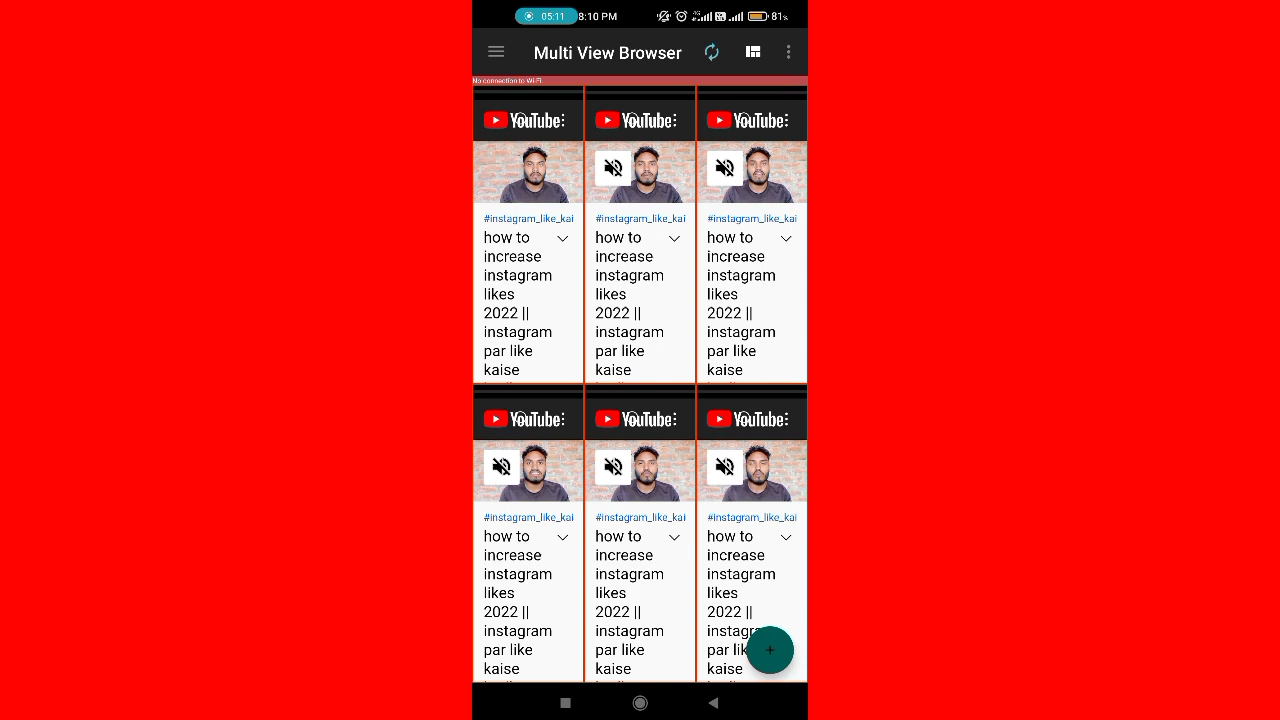 05:11 8:10 PM 4G 81%
Multi View Browser
No connection to Wi-Fi.
YouTube YouTube YouTube
#instagram_like_kai #instagram_like_kai #instagram_like_kai
how to how to how to
increase increase increase
instagram instagram instagram
likes likes likes
2022 || 2022 || 2022 ||
instagram instagram instagram
par like par like par like
kaise kaise kaise
YouTube YouTube YouTube
#instagram_like_kai #instagram_like_kai #instagram_like_kai
how to how to how to
increase increase increase
instagram instagram instagram
likes likes likes
2022 || 2022 || 2022 ||
instagram instagram instagr
par like par like par lik
kaise kaise kaise